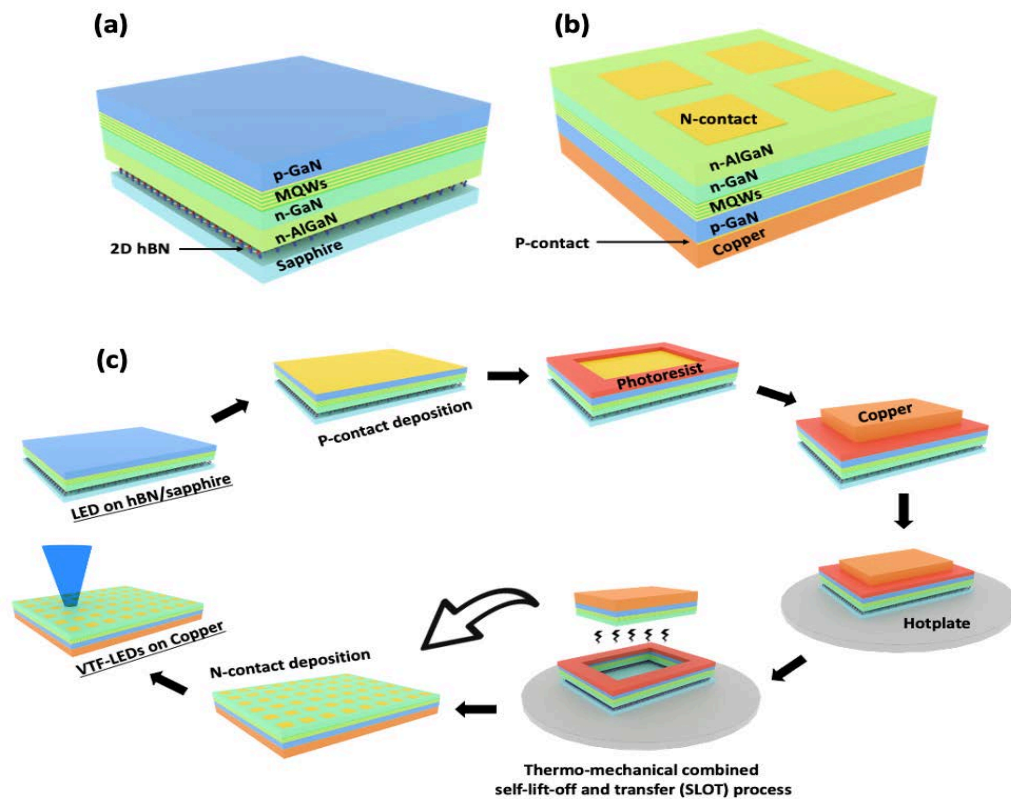 (a)
p-GaN
MQWs
n-GaN
n-AlGaN
2D hBN
Sapphire
(b)
N-contact
n-AlGaN
n-GaN
MQWs
p-GaN
P-contact
Copper
(c)
LED on hBN/sapphire
P-contact deposition
Photoresist
Copper
Hotplate
Thermo-mechanical combined
self-lift-off and transfer (SLOT) process
N-contact deposition
VTF-LEDs on Copper